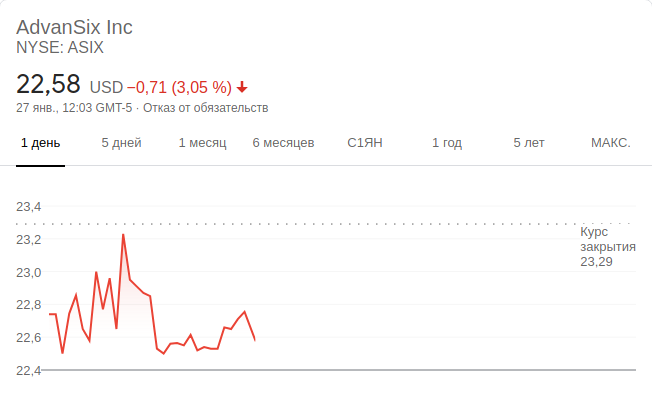 AdvanSix Inc
NYSE: ASIX
22,58 USD −0,71 (3,05 %)
27 янв., 12:03 GMT-5 · Отказ от обязательств
1 день 5 дней 1 месяц 6 месяцев С1ЯН 1 год 5 лет МАКС.
23,4
23,2
23,0
22,8
22,6
22,4
Курс
закрытия
23,29